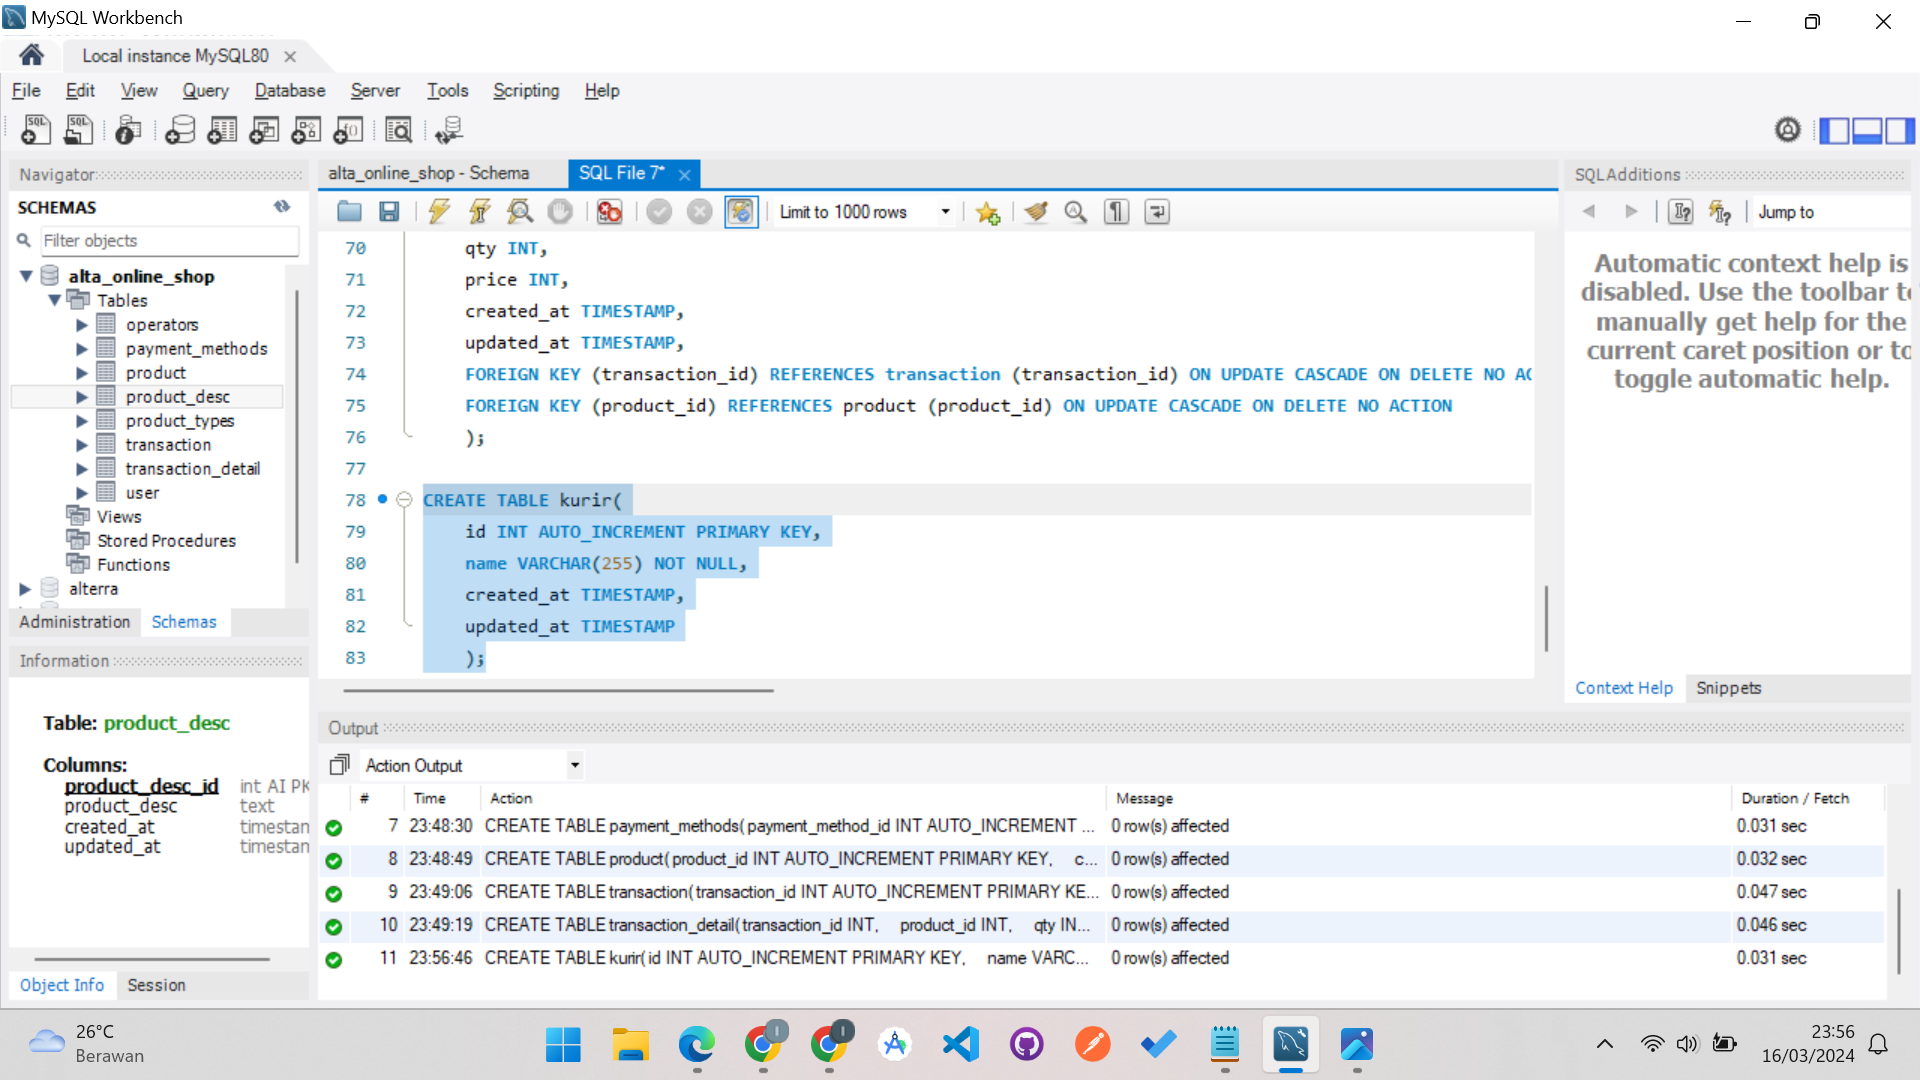 MySQL Workbench
Local instance MySQL80
File Edit View Query Database Server Tools Scripting Help
Navigator
SCHEMAS
Filter objects
alta_online_shop
Tables
operators
payment_methods
product
product_desc
product_types
transaction
transaction_detail
user
Views
Stored Procedures
Functions
alterra
Administration Schemas
Information
Table: product_desc
Columns:
product_desc_id int AI PK
product_desc text
created_at timestan
updated_at timestan
Object Info Session
alta_online_shop - Schema SQL File 7*
Limit to 1000 rows
70 qty INT,
71 price INT,
72 created_at TIMESTAMP,
73 updated_at TIMESTAMP,
74 FOREIGN KEY (transaction_id) REFERENCES transaction (transaction_id) ON UPDATE CASCADE ON DELETE NO AC
75 FOREIGN KEY (product_id) REFERENCES product (product_id) ON UPDATE CASCADE ON DELETE NO ACTION
76 );
77
78 CREATE TABLE kurir(
79 id INT AUTO_INCREMENT PRIMARY KEY,
80 name VARCHAR(255) NOT NULL,
81 created_at TIMESTAMP,
82 updated_at TIMESTAMP
83 );
SQLAdditions
Jump to
Automatic context help is
disabled. Use the toolbar to
manually get help for the
current caret position or to
toggle automatic help.
Context Help Snippets
Output
Action Output
# Time Action Message Duration / Fetch
7 23:48:30 CREATE TABLE payment_methods( payment_method_id INT AUTO_INCREMENT ... 0 row(s) affected 0.031 sec
8 23:48:49 CREATE TABLE product( product_id INT AUTO_INCREMENT PRIMARY KEY, c... 0 row(s) affected 0.032 sec
9 23:49:06 CREATE TABLE transaction( transaction_id INT AUTO_INCREMENT PRIMARY KE... 0 row(s) affected 0.047 sec
10 23:49:19 CREATE TABLE transaction_detail( transaction_id INT, product_id INT, qty IN... 0 row(s) affected 0.046 sec
11 23:56:46 CREATE TABLE kurir( id INT AUTO_INCREMENT PRIMARY KEY, name VARC... 0 row(s) affected 0.031 sec
26°C
Berawan
23:56
16/03/2024